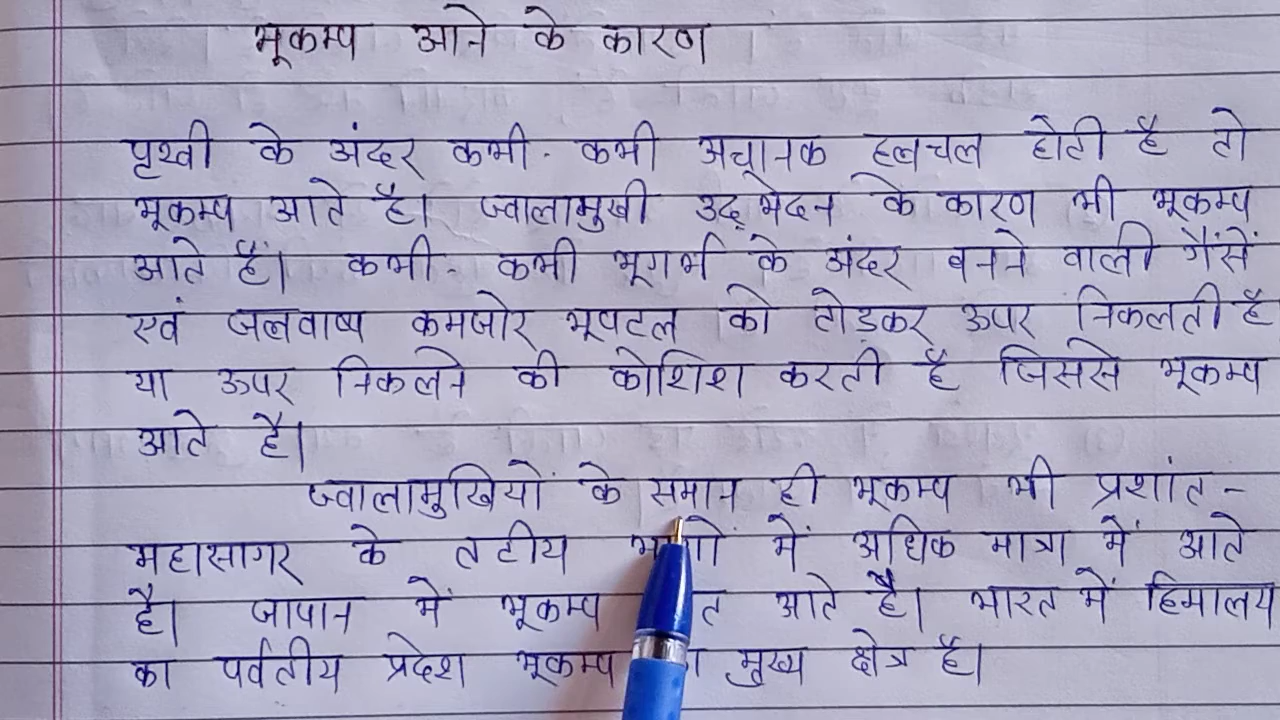 भूकम्प आने के कारण
पृथ्वी के अंदर कभी - कभी अचानक हलचल होती है तो
भूकम्प आते है। ज्वालामुखी उद्भेदन के कारण भी भूकम्प
आते हैं। कभी - कभी भूगर्भ के अंदर बनने वाली गैंसें
एवं जलवाष्प कमजोर भूपटल को तोड़कर ऊपर निकलती है
या ऊपर निकलने की कोशिश करती है जिससे भूकम्प
आते है।
ज्वालामुखियों के समान ही भूकम्प भी प्रशांत -
महासागर के तटीय में अधिक मात्रा में आते
है। जापान में भूकम्प आते है। भारत में हिमालय
का पर्वतीय प्रदेश भूकम्प मुख्य क्षेत्र है।